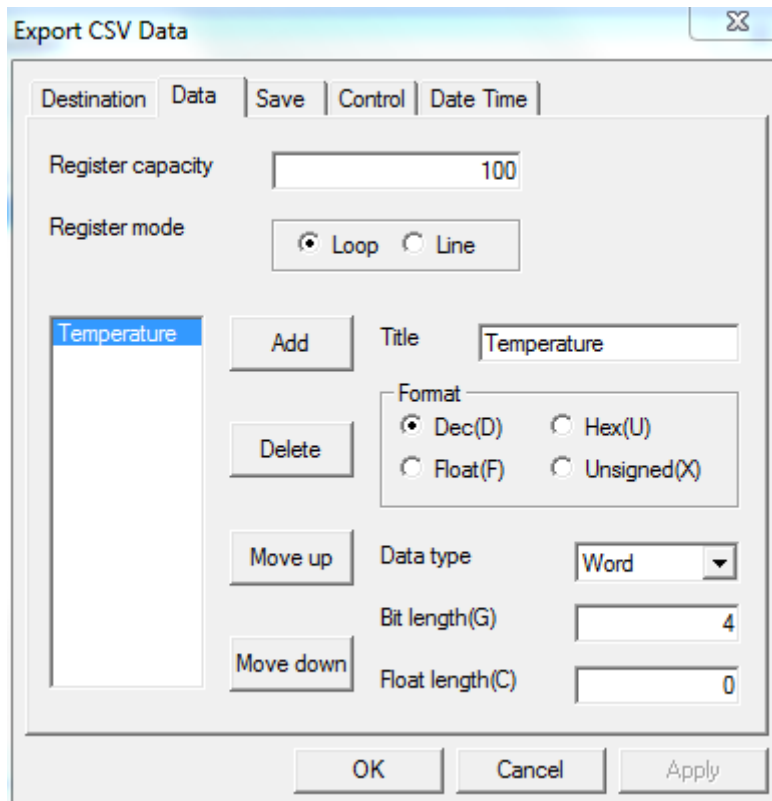 Export CSV Data
Destination Data Save Control Date Time
Register capacity 100
Register mode Loop Line
Temperature Add Title Temperature
Format
Dec(D) Hex(U)
Delete
Float(F) Unsigned(X)
Move up Data type Word
Bit length(G) 4
Move down Float length(C) 0
OK Cancel Apply